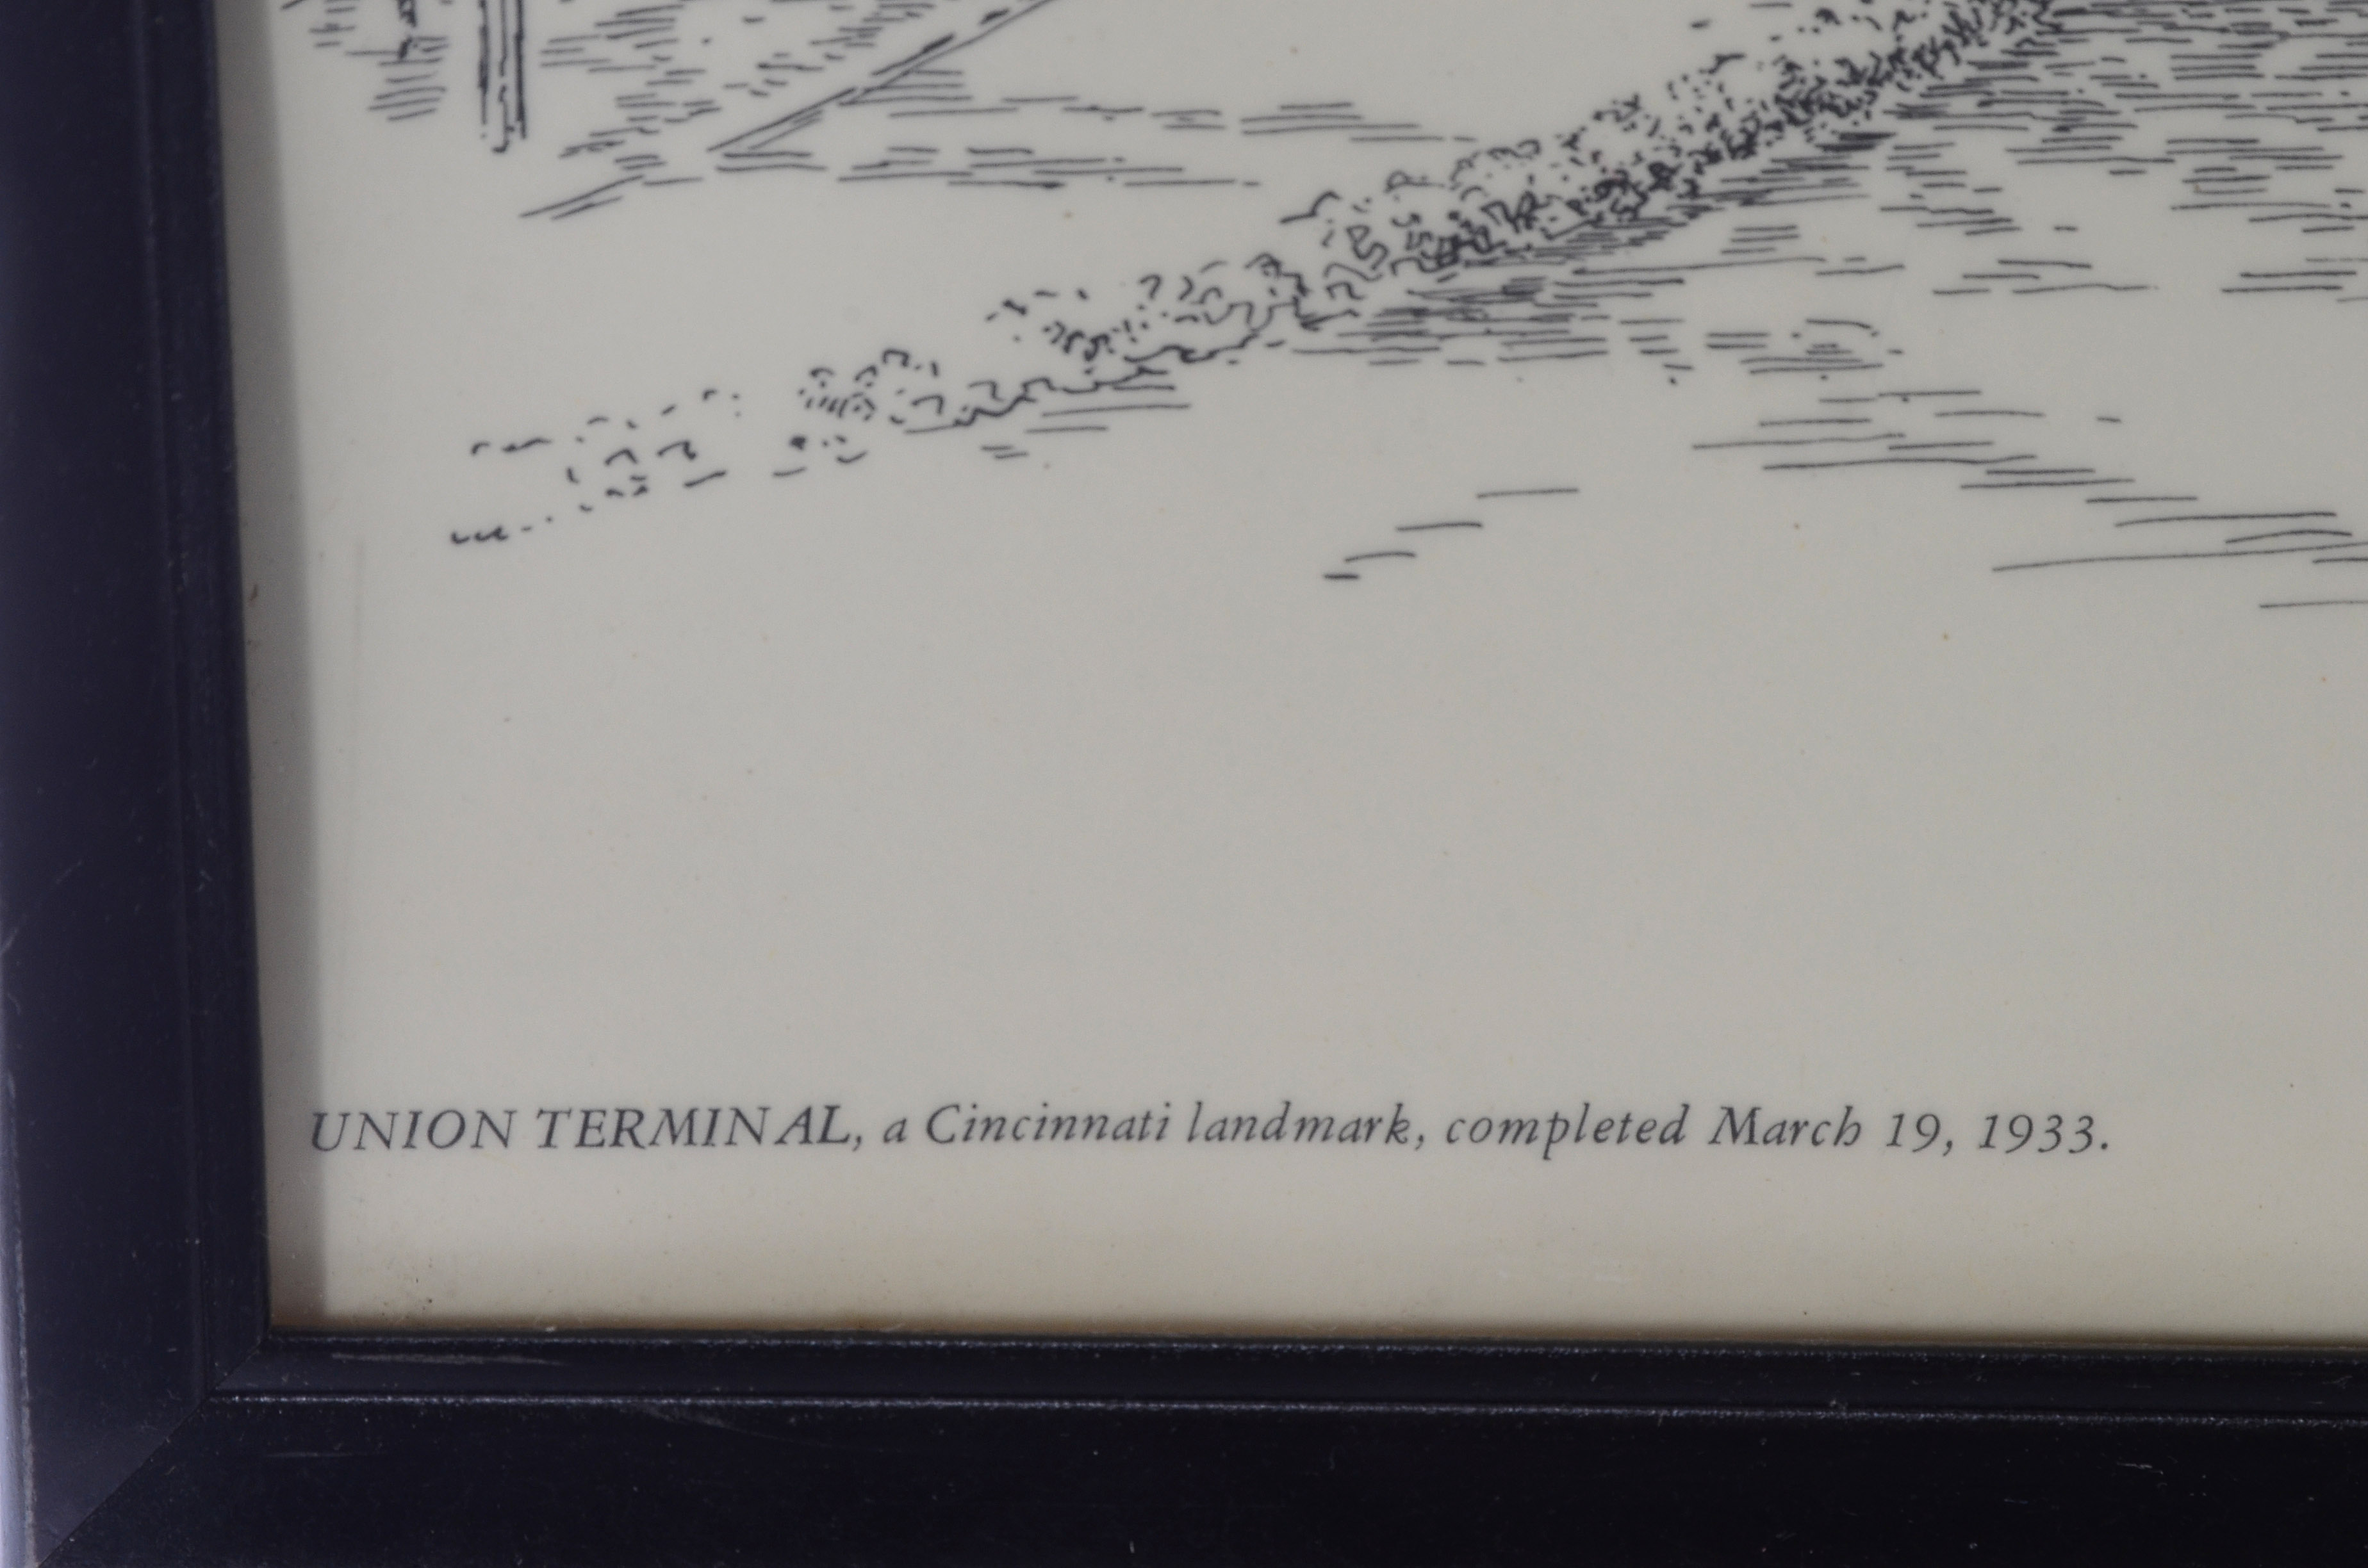 UNION TERMINAL, a Cincinnati landmark, completed March 19, 1933.